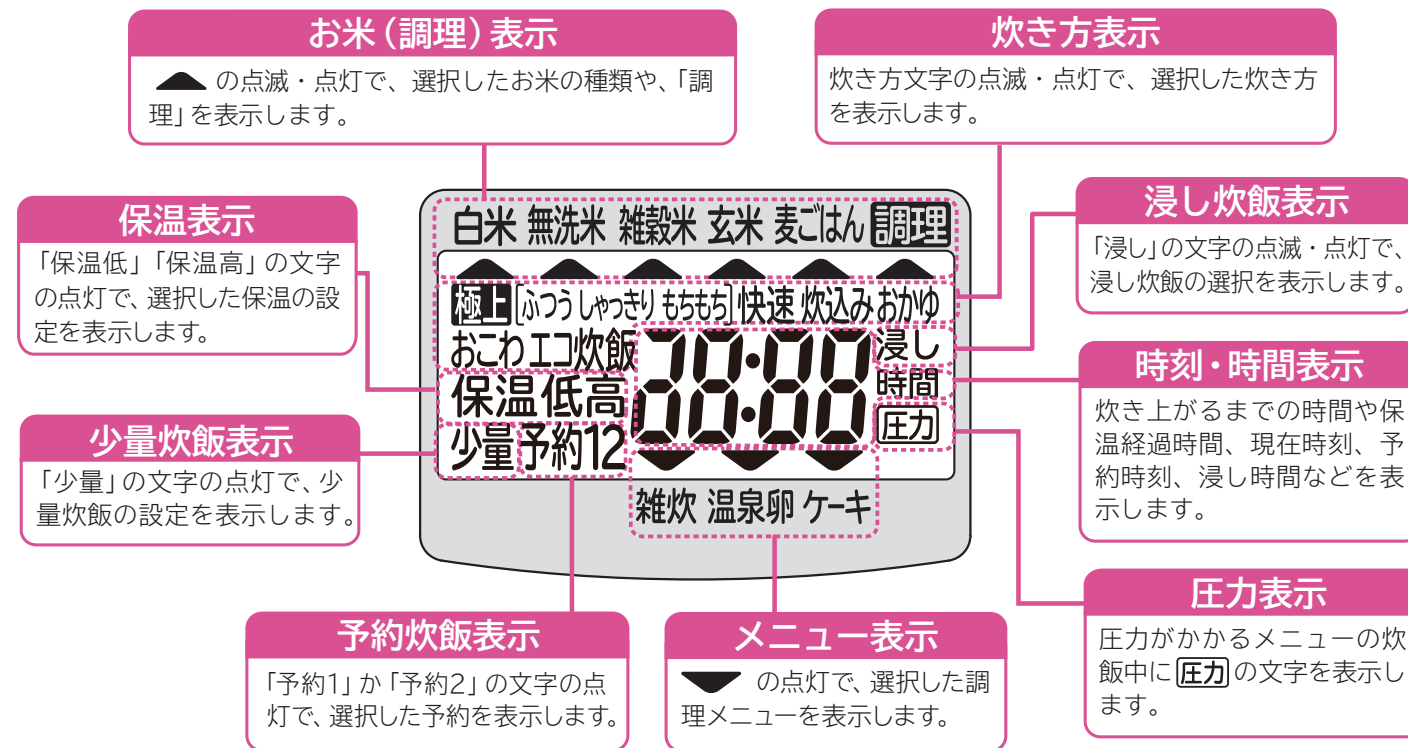 お米（調理）表示
▲の点滅・点灯で、選択したお米の種類や、「調
理」を表示します。
炊き方表示
炊き方文字の点滅・点灯で、選択した炊き方
を表示します。
保温表示
「保温低」「保温高」の文字
の点灯で、選択した保温の設
定を表示します。
少量炊飯表示
「少量」の文字の点灯で、少
量炊飯の設定を表示します。
白米 無洗米 雑穀米 玄米 麦ごはん 調理
極上［ふつう しゃっきり もちもち］快速 炊込み おかゆ
おこわ エコ炊飯 38:88 浸し
保温低高 時間
少量 予約12 圧力
雑炊 温泉卵 ケーキ
浸し炊飯表示
「浸し」の文字の点滅・点灯で、
浸し炊飯の選択を表示します。
時刻・時間表示
炊き上がるまでの時間や保
温経過時間、現在時刻、予
約時刻、浸し時間などを表
示します。
予約炊飯表示
「予約1」か「予約2」の文字の点
灯で、選択した予約を表示します。
メニュー表示
▼の点灯で、選択した調
理メニューを表示します。
圧力表示
圧力がかかるメニューの炊
飯中に圧力の文字を表示し
ます。